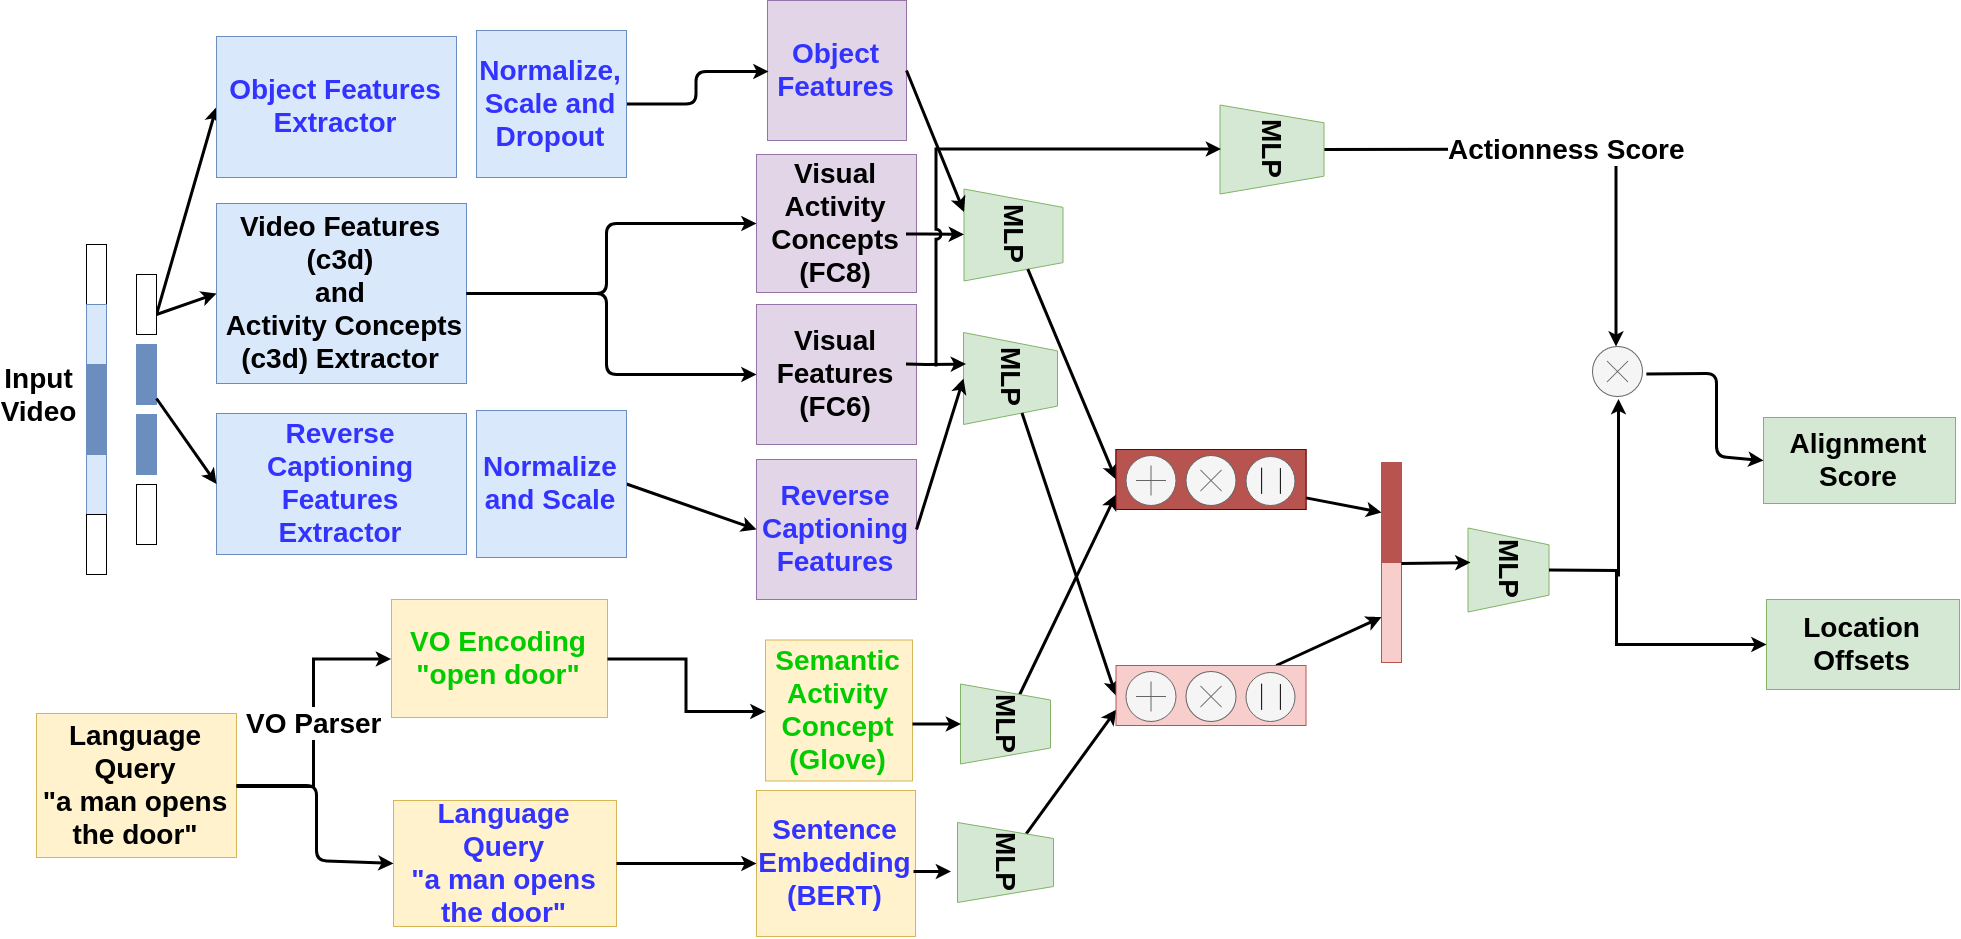 Input
Video
Object Features
Extractor
Normalize,
Scale and
Dropout
Object
Features
Video Features
(c3d)
and
Activity Concepts
(c3d) Extractor
Visual
Activity
Concepts
(FC8)
Visual
Features
(FC6)
Reverse
Captioning
Features
Extractor
Normalize
and Scale
Reverse
Captioning
Features
MLP
MLP
MLP
Actionness Score
Language
Query
"a man opens
the door"
VO Parser
VO Encoding
"open door"
Semantic
Activity
Concept
(Glove)
MLP
Language
Query
"a man opens
the door"
Sentence
Embedding
(BERT)
MLP
MLP
Alignment
Score
Location
Offsets